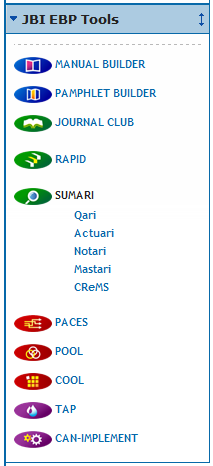 JBI EBP Tools
MANUAL BUILDER
PAMPHLET BUILDER
JOURNAL CLUB
RAPID
SUMARI
Qari
Actuari
Notari
Mastari
CReMS
PACES
POOL
COOL
TAP
CAN-IMPLEMENT